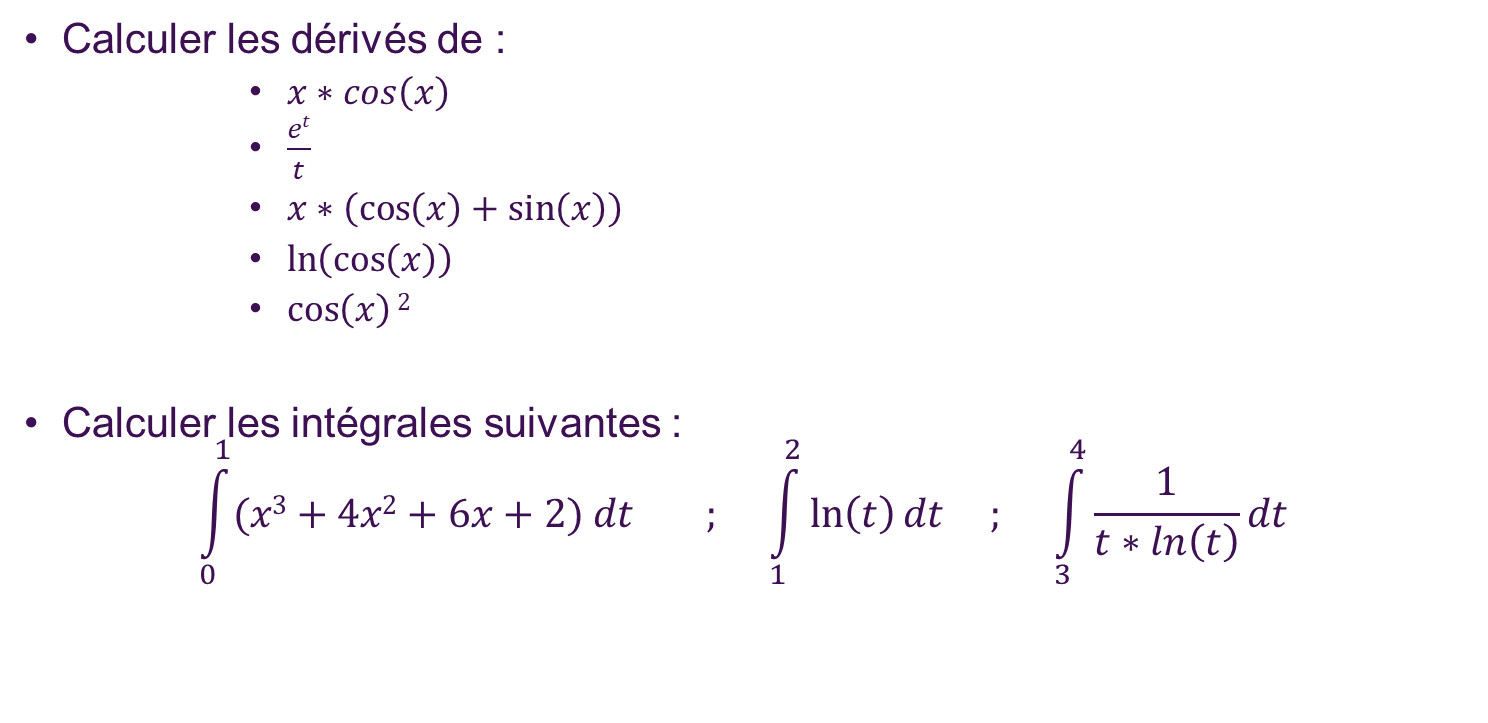 • Calculer les dérivés de :
• x ∗ cos(x)
• e^t / t
• x ∗ (cos(x) + sin(x))
• ln(cos(x))
• cos(x)²
• Calculer les intégrales suivantes :
∫₀¹ (x³ + 4x² + 6x + 2) dt ; ∫₁² ln(t) dt ; ∫₃⁴ 1 / (t ∗ ln(t)) dt